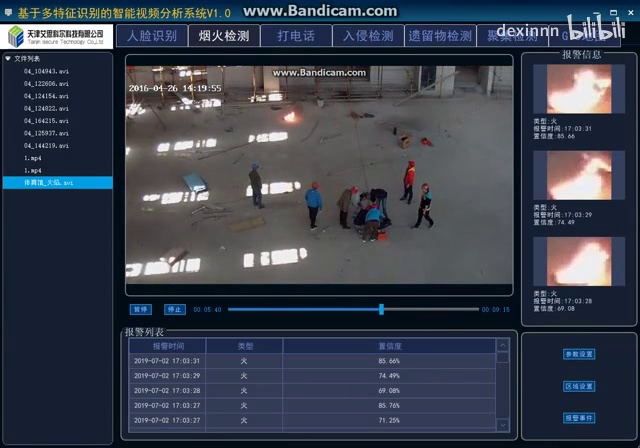 基于多特征识别的智能视频分析系统V1.0
www.Bandicam.com
dexinnn bilibili
天津艾思科尔科技有限公司
Tianjin secure Technology Co.,Ltd
人脸识别 烟火检测 打电话 入侵检测 遗留物检测 聚集检测
文件列表
04_104943.avi
04_122606.avi
04_124154.avi
04_124922.avi
04_164215.avi
04_125937.avi
04_144219.avi
1.mp4
1.mp4
www.Bandicam.com
2016-04-26 14:19:55
报警信息
类型:火
报警时间:17:03:31
置信度:85.66
类型:火
报警时间:17:03:29
置信度:74.49
类型:火
报警时间:17:03:28
置信度:69.08
暂停 停止 00:05:40 00:09:15
报警列表
报警时间 类型 置信度
2019-07-02 17:03:31 火 85.66%
2019-07-02 17:03:29 火 74.49%
2019-07-02 17:03:28 火 69.08%
2019-07-02 17:03:27 火 85.76%
2019-07-02 17:03:27 火 71.25%
参数设置
区域设置
报警事件